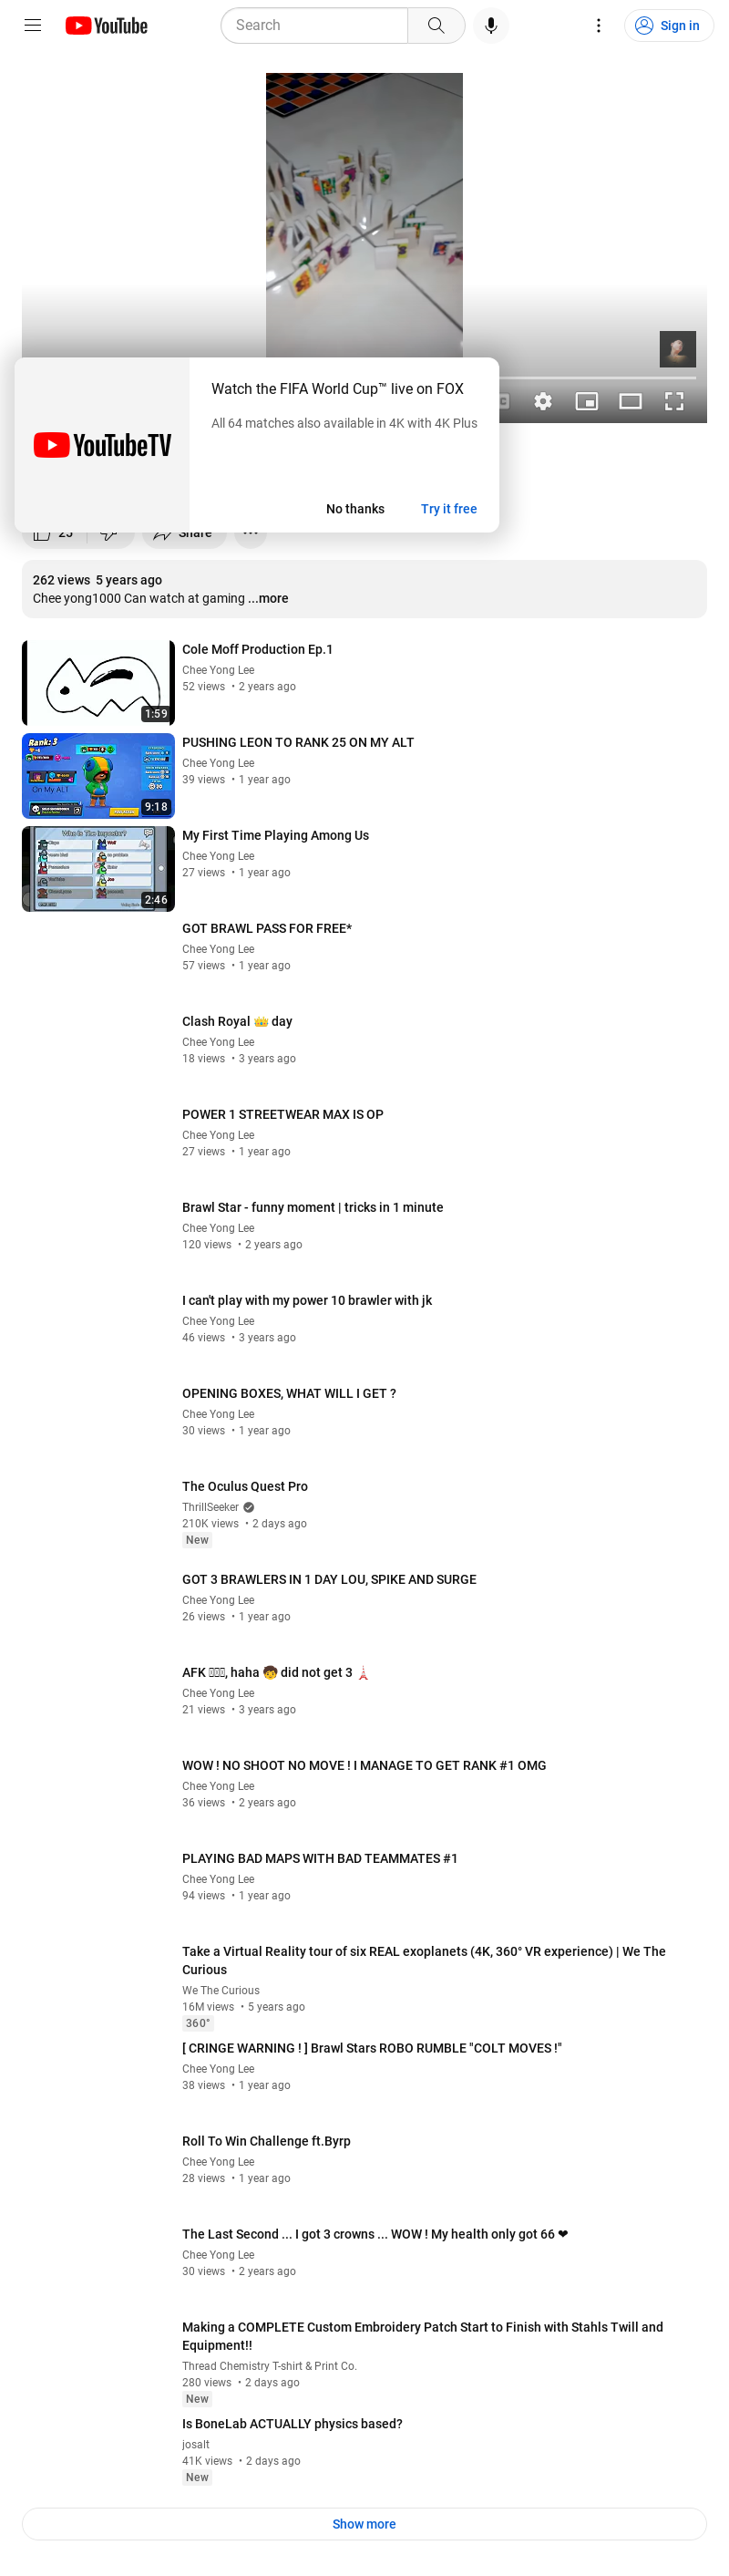 YouTube
Search
Sign in
Watch the FIFA World Cup™ live on FOX
All 64 matches also available in 4K with 4K Plus
YouTubeTV
No thanks
Try it free
25
Share
262 views 5 years ago
Chee yong1000 Can watch at gaming ...more
Cole Moff Production Ep.1
Chee Yong Lee
52 views • 2 years ago
1:59
PUSHING LEON TO RANK 25 ON MY ALT
Chee Yong Lee
39 views • 1 year ago
Rank: 3
On My ALT
9:18
My First Time Playing Among Us
Chee Yong Lee
27 views • 1 year ago
Who Is The Impostor?
2:46
GOT BRAWL PASS FOR FREE*
Chee Yong Lee
57 views • 1 year ago
Clash Royal 👑 day
Chee Yong Lee
18 views • 3 years ago
POWER 1 STREETWEAR MAX IS OP
Chee Yong Lee
27 views • 1 year ago
Brawl Star - funny moment | tricks in 1 minute
Chee Yong Lee
120 views • 2 years ago
I can't play with my power 10 brawler with jk
Chee Yong Lee
46 views • 3 years ago
OPENING BOXES, WHAT WILL I GET ?
Chee Yong Lee
30 views • 1 year ago
The Oculus Quest Pro
ThrillSeeker
210K views • 2 days ago
New
GOT 3 BRAWLERS IN 1 DAY LOU, SPIKE AND SURGE
Chee Yong Lee
26 views • 1 year ago
AFK , haha 🧒 did not get 3 🗼
Chee Yong Lee
21 views • 3 years ago
WOW ! NO SHOOT NO MOVE ! I MANAGE TO GET RANK #1 OMG
Chee Yong Lee
36 views • 2 years ago
PLAYING BAD MAPS WITH BAD TEAMMATES #1
Chee Yong Lee
94 views • 1 year ago
Take a Virtual Reality tour of six REAL exoplanets (4K, 360° VR experience) | We The
Curious
We The Curious
16M views • 5 years ago
360°
[ CRINGE WARNING ! ] Brawl Stars ROBO RUMBLE "COLT MOVES !"
Chee Yong Lee
38 views • 1 year ago
Roll To Win Challenge ft.Byrp
Chee Yong Lee
28 views • 1 year ago
The Last Second ... I got 3 crowns ... WOW ! My health only got 66 ❤
Chee Yong Lee
30 views • 2 years ago
Making a COMPLETE Custom Embroidery Patch Start to Finish with Stahls Twill and
Equipment!!
Thread Chemistry T-shirt & Print Co.
280 views • 2 days ago
New
Is BoneLab ACTUALLY physics based?
josalt
41K views • 2 days ago
New
Show more